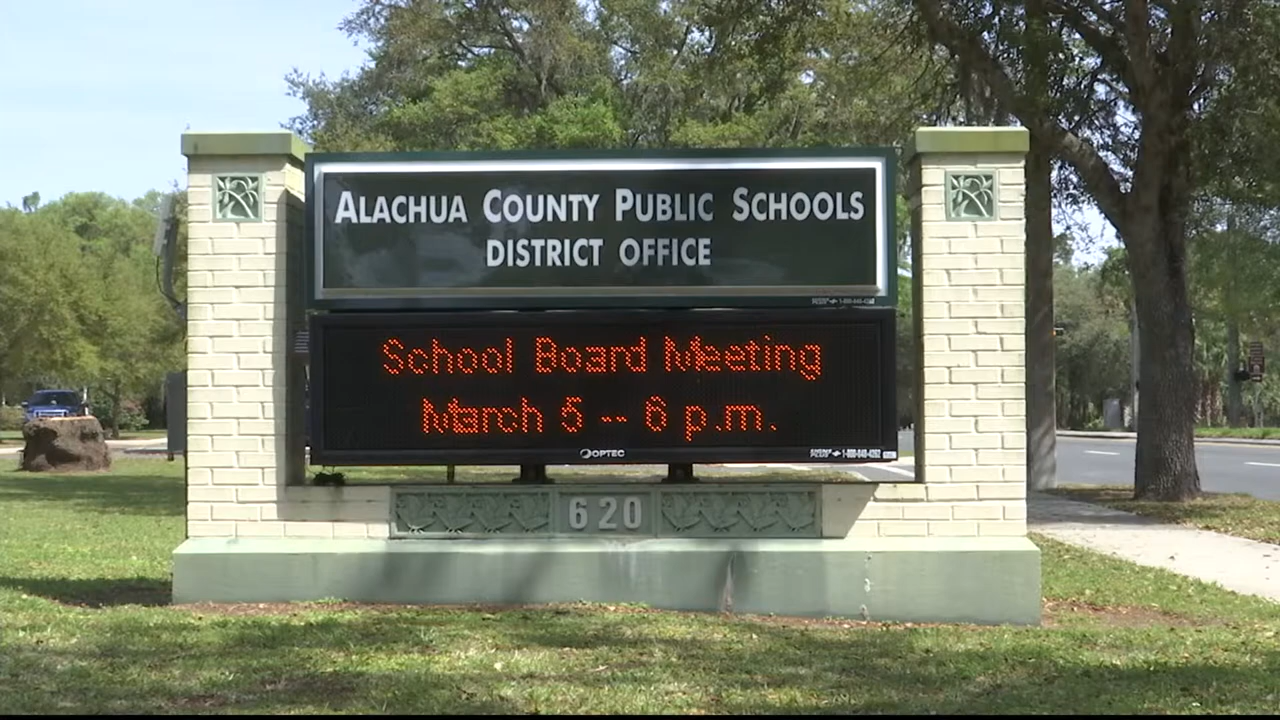 ALACHUA COUNTY PUBLIC SCHOOLS
DISTRICT OFFICE
School Board Meeting
March 5 -- 6 p.m.
OPTEC
620